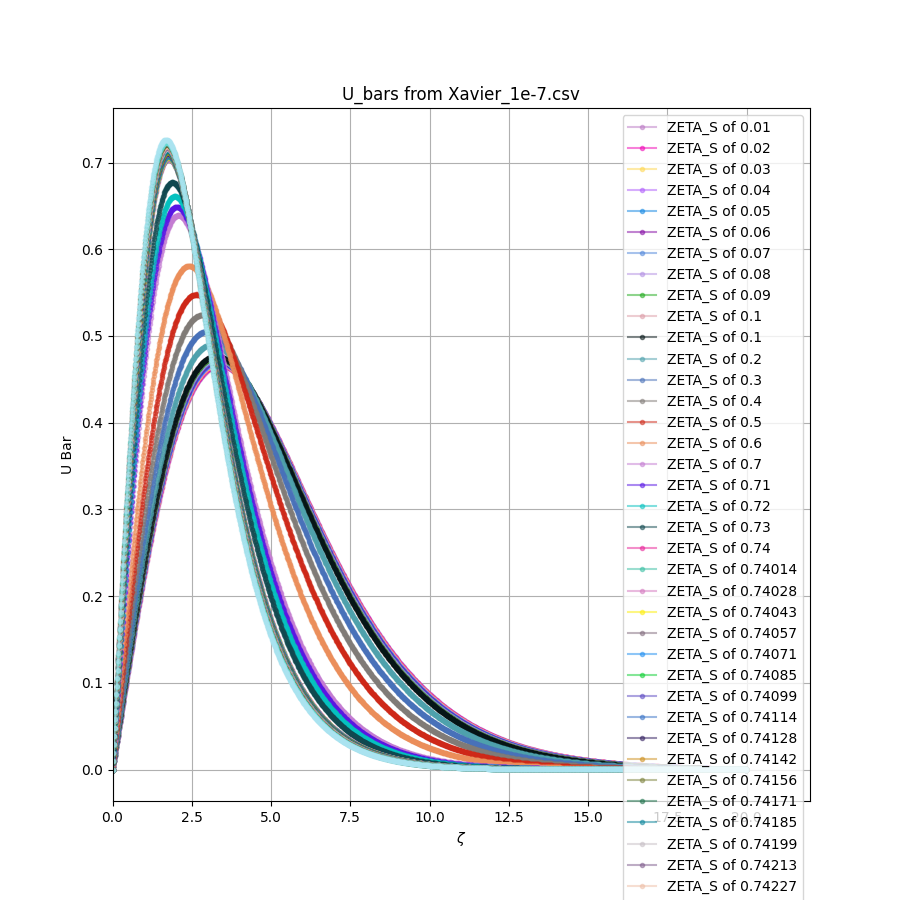 U_bars from Xavier_1e-7.csv
U Bar
0.7
0.6
0.5
0.4
0.3
0.2
0.1
0.0
0.0 2.5 5.0 7.5 10.0 12.5 15.0 17.5 20.0
ζ
ZETA_S of 0.01
ZETA_S of 0.02
ZETA_S of 0.03
ZETA_S of 0.04
ZETA_S of 0.05
ZETA_S of 0.06
ZETA_S of 0.07
ZETA_S of 0.08
ZETA_S of 0.09
ZETA_S of 0.1
ZETA_S of 0.1
ZETA_S of 0.2
ZETA_S of 0.3
ZETA_S of 0.4
ZETA_S of 0.5
ZETA_S of 0.6
ZETA_S of 0.7
ZETA_S of 0.71
ZETA_S of 0.72
ZETA_S of 0.73
ZETA_S of 0.74
ZETA_S of 0.74014
ZETA_S of 0.74028
ZETA_S of 0.74043
ZETA_S of 0.74057
ZETA_S of 0.74071
ZETA_S of 0.74085
ZETA_S of 0.74099
ZETA_S of 0.74114
ZETA_S of 0.74128
ZETA_S of 0.74142
ZETA_S of 0.74156
ZETA_S of 0.74171
ZETA_S of 0.74185
ZETA_S of 0.74199
ZETA_S of 0.74213
ZETA_S of 0.74227